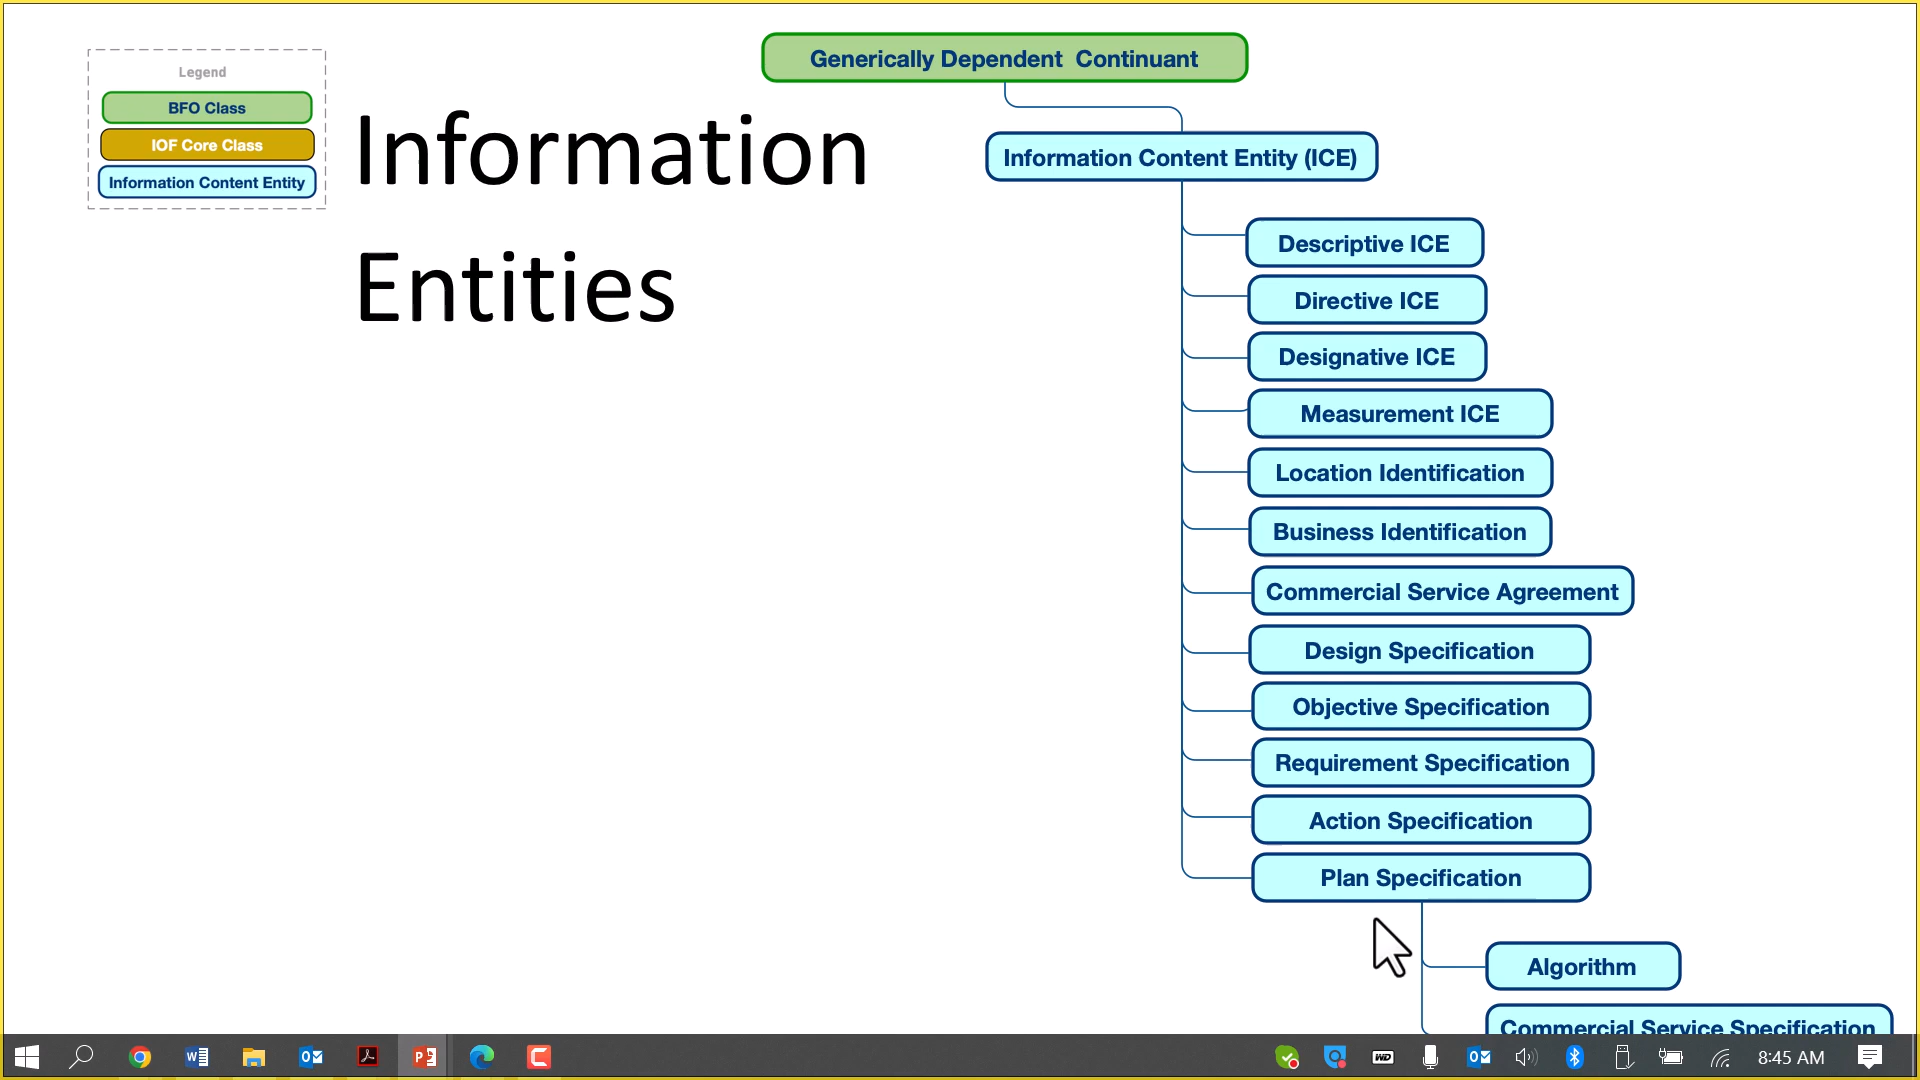 Legend
BFO Class
IOF Core Class
Information Content Entity
Information
Entities
Generically Dependent Continuant
Information Content Entity (ICE)
Descriptive ICE
Directive ICE
Designative ICE
Measurement ICE
Location Identification
Business Identification
Commercial Service Agreement
Design Specification
Objective Specification
Requirement Specification
Action Specification
Plan Specification
Algorithm
Commercial Service Specification
8:45 AM